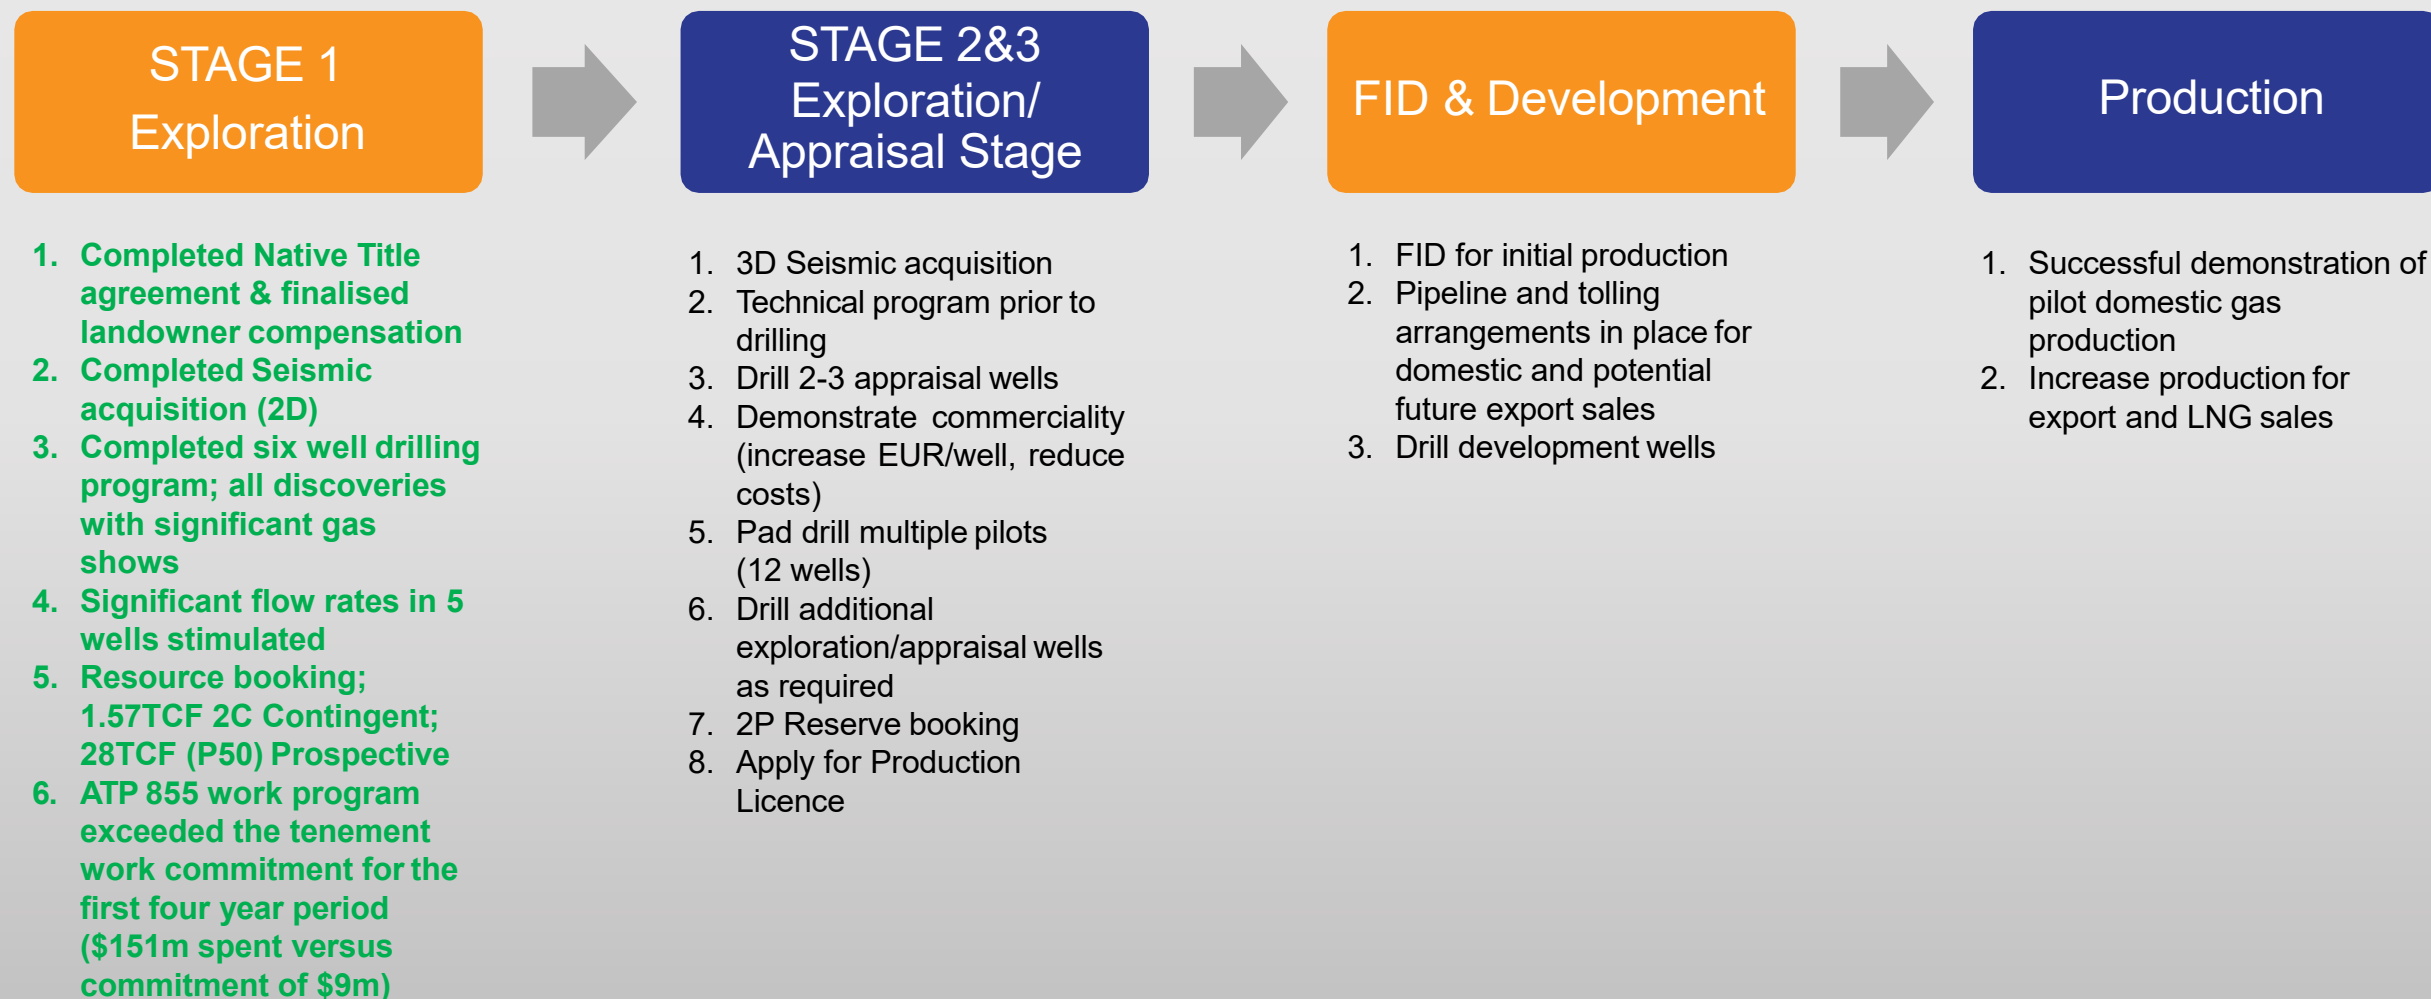 STAGE 1
Exploration
STAGE 2&3
Exploration/
Appraisal Stage
FID & Development
Production
1. Completed Native Title
agreement & finalised
landowner compensation
2. Completed Seismic
acquisition (2D)
3. Completed six well drilling
program; all discoveries
with significant gas
shows
4. Significant flow rates in 5
wells stimulated
5. Resource booking;
1.57TCF 2C Contingent;
28TCF (P50) Prospective
6. ATP 855 work program
exceeded the tenement
work commitment for the
first four year period
($151m spent versus
commitment of $9m)
1. 3D Seismic acquisition
2. Technical program prior to
drilling
3. Drill 2-3 appraisal wells
4. Demonstrate commerciality
(increase EUR/well, reduce
costs)
5. Pad drill multiple pilots
(12 wells)
6. Drill additional
exploration/appraisal wells
as required
7. 2P Reserve booking
8. Apply for Production
Licence
1. FID for initial production
2. Pipeline and tolling
arrangements in place for
domestic and potential
future export sales
3. Drill development wells
1. Successful demonstration of
pilot domestic gas
production
2. Increase production for
export and LNG sales